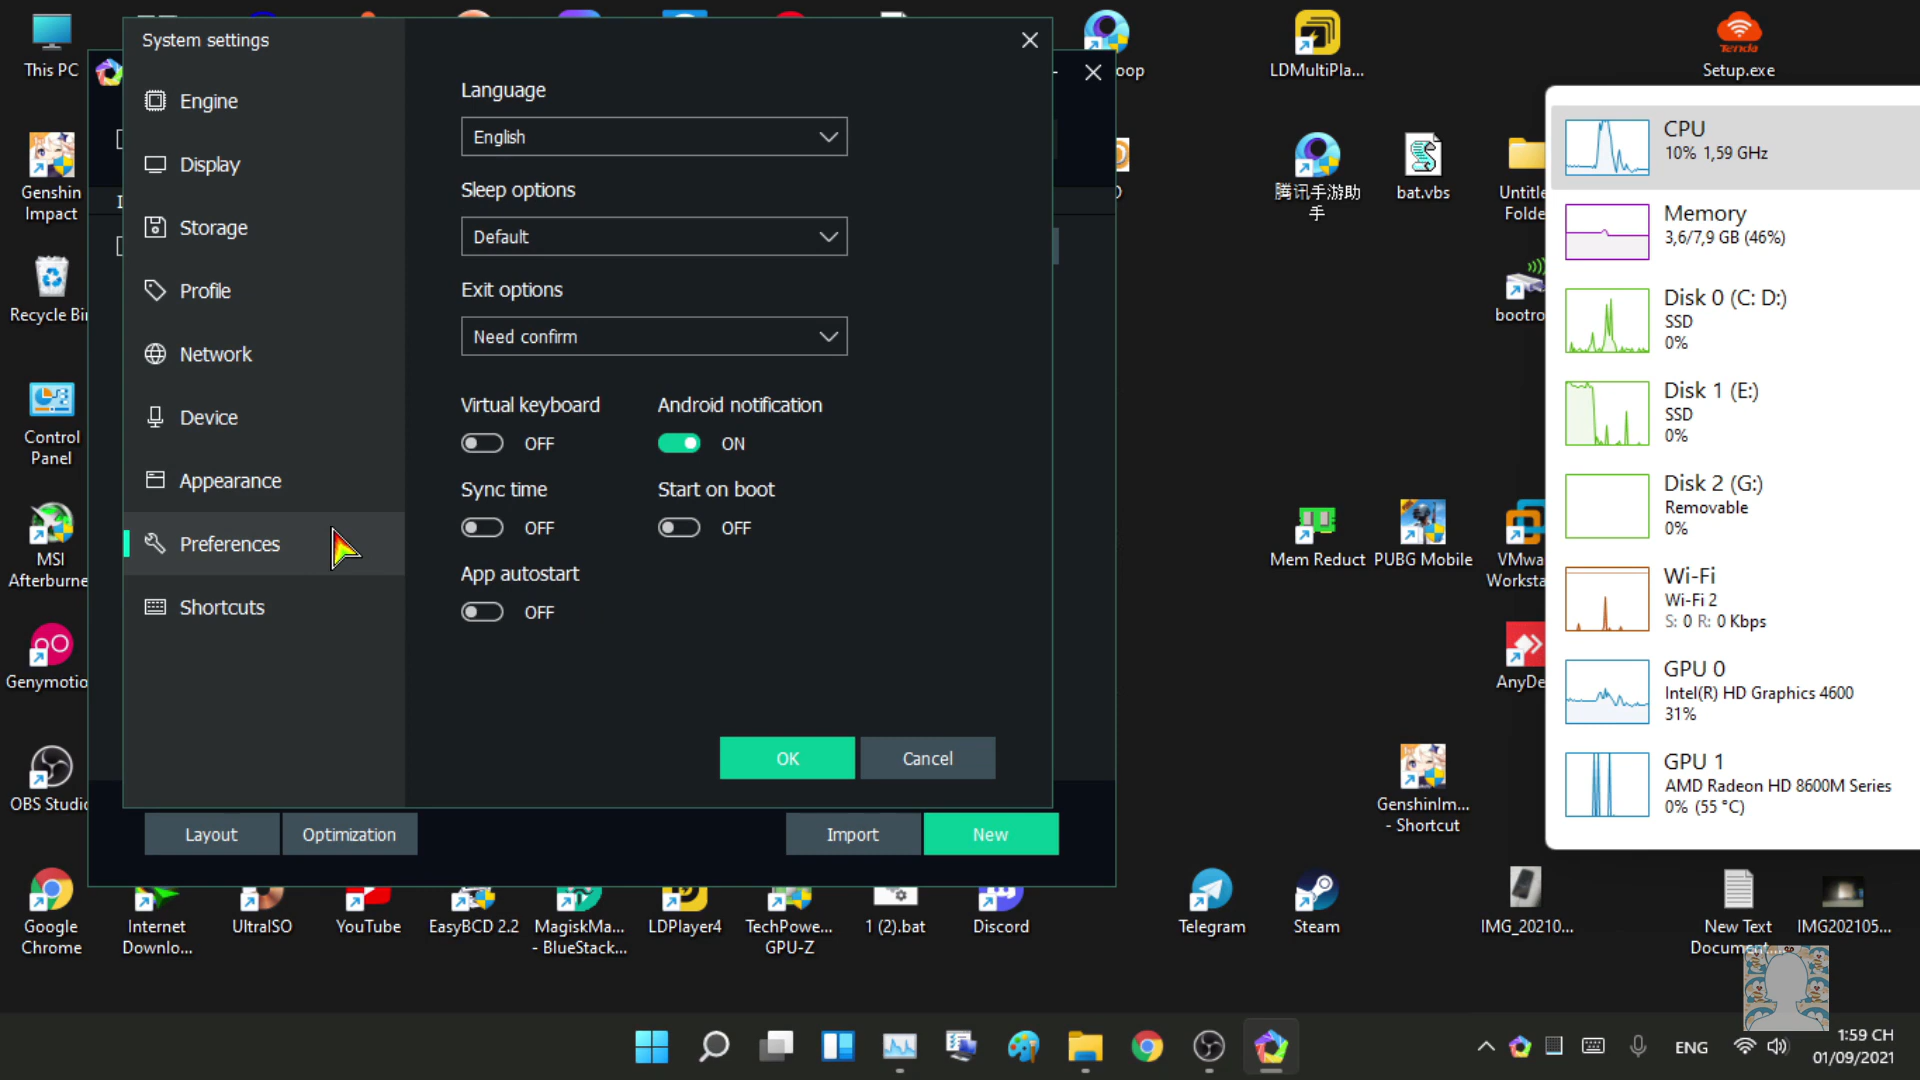 System settings
Engine
Display
Storage
Profile
Network
Device
Appearance
Preferences
Shortcuts
Language
English
Sleep options
Default
Exit options
Need confirm
Virtual keyboard
OFF
Android notification
ON
Sync time
OFF
Start on boot
OFF
App autostart
OFF
OK
Cancel
Layout
Optimization
Import
New
This PC
Genshin
Impact
Recycle Bin
Control
Panel
MSI
Afterburne
Genymotio
OBS Studio
Google
Chrome
Internet
Downlo...
UltraISO
YouTube
EasyBCD 2.2
MagiskMa...
- BlueStack...
LDPlayer4
TechPowe...
GPU-Z
1 (2).bat
Discord
oop
LDMultiPla...
Tenda
Setup.exe
腾讯手游助
手
bat.vbs
Untitle
Folde
bootro
Mem Reduct
PUBG Mobile
VMwa
Worksta
AnyDe
GenshinIm...
- Shortcut
Telegram
Steam
IMG_20210...
New Text
Document....
IMG202105...
CPU
10% 1,59 GHz
Memory
3,6/7,9 GB (46%)
Disk 0 (C: D:)
SSD
0%
Disk 1 (E:)
SSD
0%
Disk 2 (G:)
Removable
0%
Wi-Fi
Wi-Fi 2
S: 0 R: 0 Kbps
GPU 0
Intel(R) HD Graphics 4600
31%
GPU 1
AMD Radeon HD 8600M Series
0% (55 °C)
ENG
1:59 CH
01/09/2021